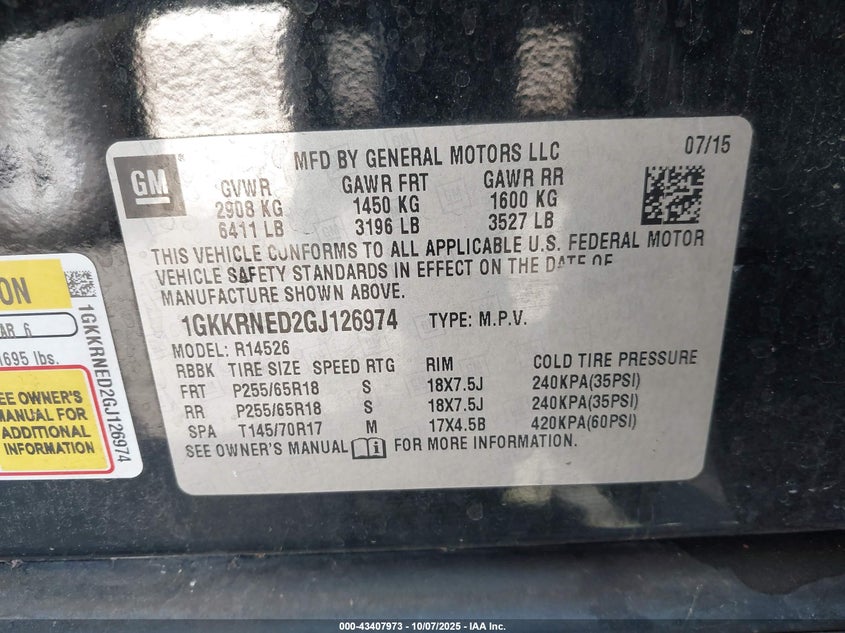 GM
MFD BY GENERAL MOTORS LLC
07/15
GVWR GAWR FRT GAWR RR
2908 KG 1450 KG 1600 KG
6411 LB 3196 LB 3527 LB
THIS VEHICLE CONFORMS TO ALL APPLICABLE U.S. FEDERAL MOTOR
VEHICLE SAFETY STANDARDS IN EFFECT ON THE DATE OF
MANUFACTURE SHOWN ABOVE.
1GKKRNED2GJ126974 TYPE: M.P.V.
MODEL: R14526
RBBK TIRE SIZE SPEED RTG RIM COLD TIRE PRESSURE
FRT P255/65R18 S 18X7.5J 240KPA(35PSI)
RR P255/65R18 S 18X7.5J 240KPA(35PSI)
SPA T145/70R17 M 17X4.5B 420KPA(60PSI)
SEE OWNER'S MANUAL FOR MORE INFORMATION.
ON
AR 6
695 lbs.
SEE OWNER'S
MANUAL FOR
ADDITIONAL
INFORMATION
1GKKRNED2GJ126974
000-43407973 - 10/07/2025 - IAA Inc.